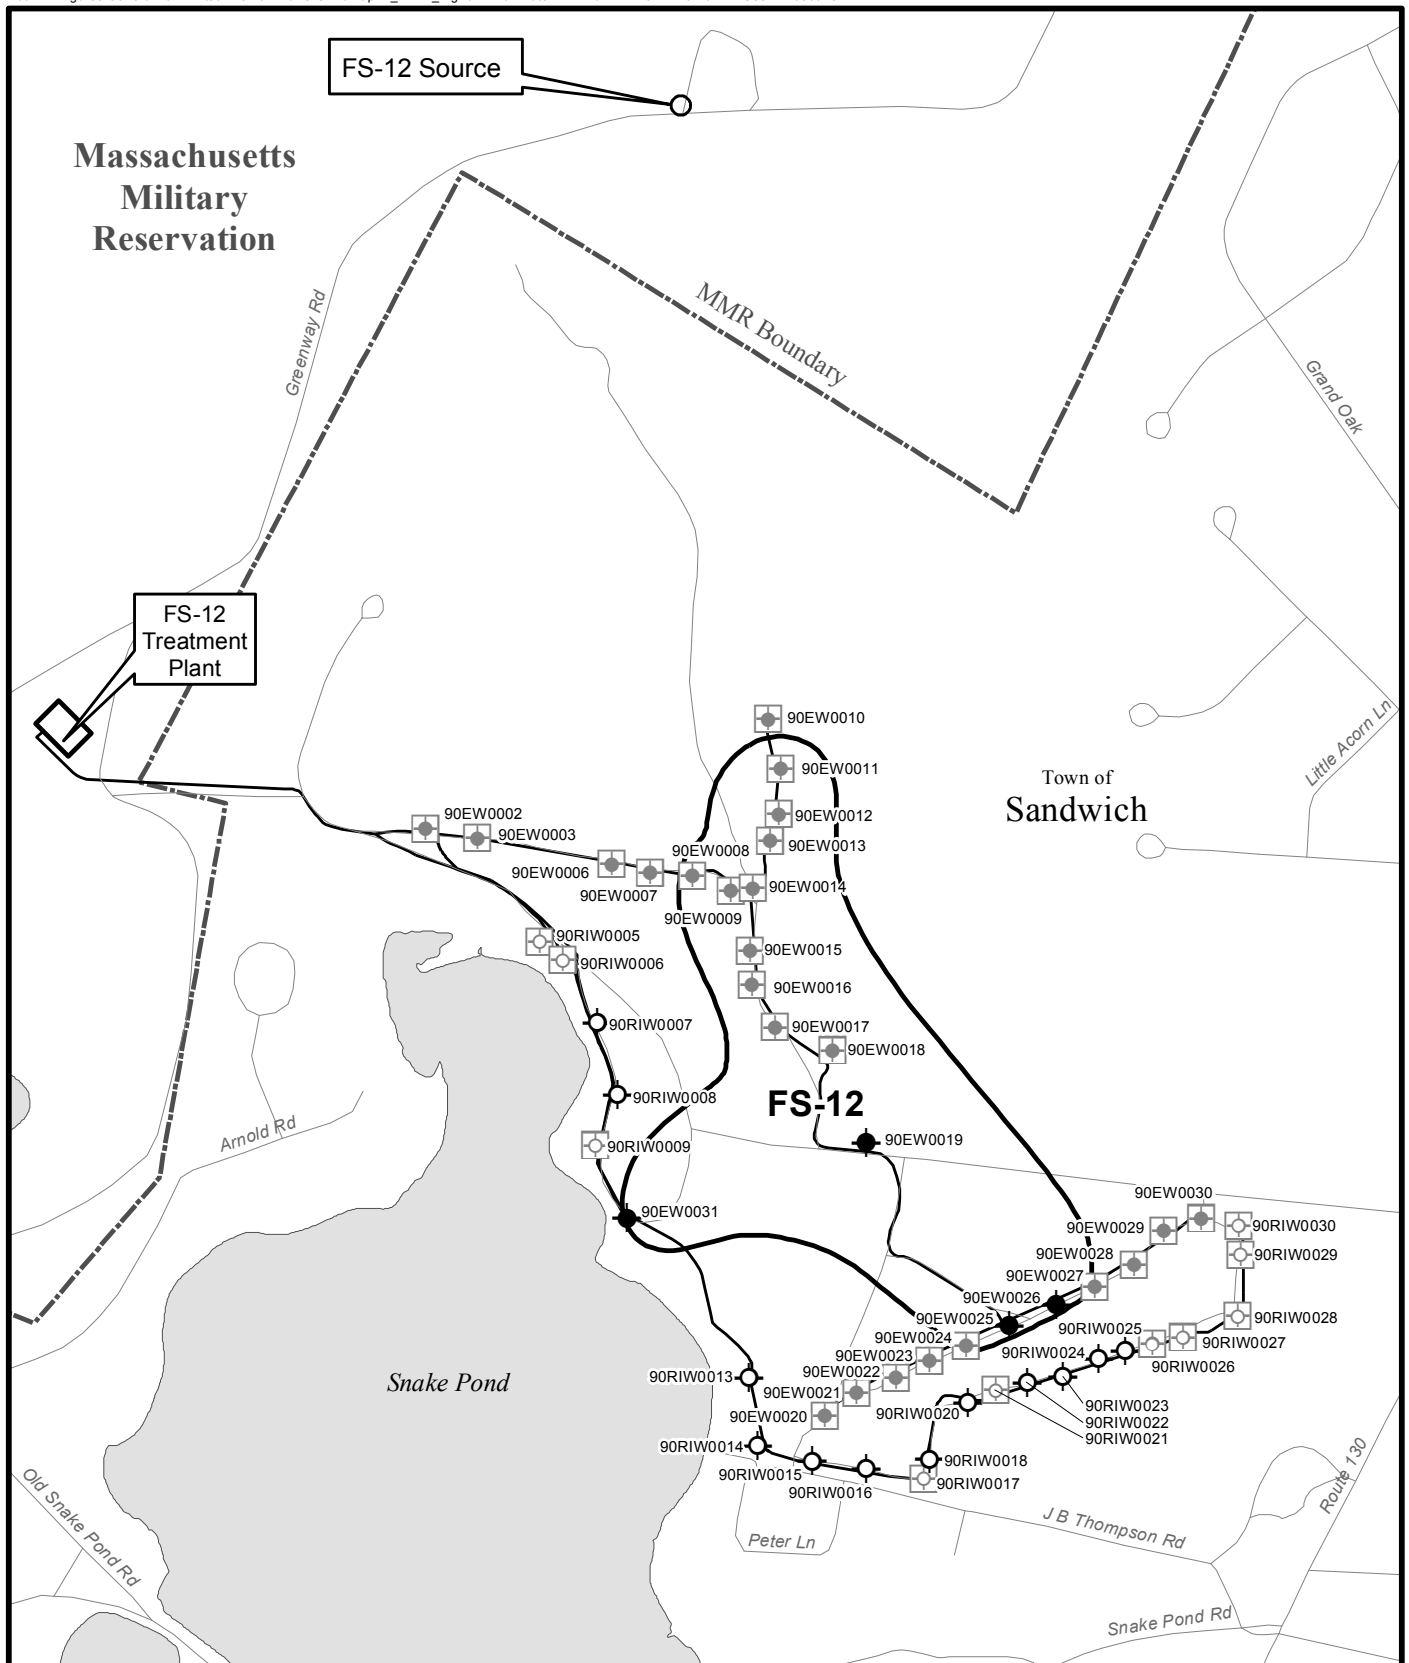 FS-12 Source
Massachusetts
Military
Reservation
MMR Boundary
Greenway Rd
Grand Oak
FS-12
Treatment
Plant
90EW0010
90EW0011
Town of
Sandwich
Little Acorn Ln
90EW0002
90EW0003
90EW0012
90EW0013
90EW0008
90EW0006
90EW0007
90EW0014
90EW0009
90RIW0005
90RIW0006
90EW0015
90EW0016
90RIW0007
90EW0017
90EW0018
90RIW0008
FS-12
Arnold Rd
90RIW0009
90EW0019
90EW0031
90EW0030
90RIW0030
90EW0029
90RIW0029
90EW0028
90EW0027
90EW0026
90EW0025
90RIW0028
90EW0024
90RIW0025
90RIW0027
90EW0023
90RIW0024
90RIW0026
90EW0022
90RIW0013
Snake Pond
90EW0021
90RIW0023
90EW0020
90RIW0020
90RIW0022
90RIW0021
90RIW0014
90RIW0018
90RIW0015
90RIW0017
90RIW0016
Old Snake Pond Rd
Route 130
J B Thompson Rd
Peter Ln
Snake Pond Rd